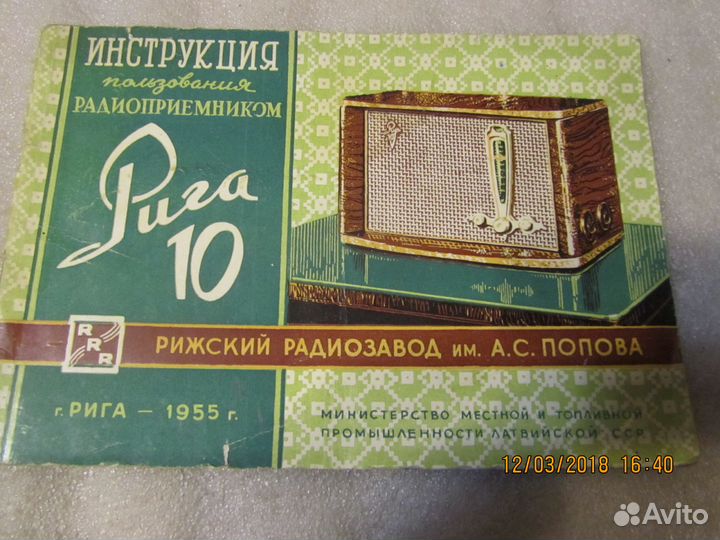 ИНСТРУКЦИЯ
пользования
РАДИОПРИЕМНИКОМ
Рига
10
RRR
РИЖСКИЙ РАДИОЗАВОД им. А.С. ПОПОВА
г. РИГА — 1955 г.
МИНИСТЕРСТВО МЕСТНОЙ И ТОПЛИВНОЙ
ПРОМЫШЛЕННОСТИ ЛАТВИЙСКОЙ ССР
12/03/2018 16:40
Avito